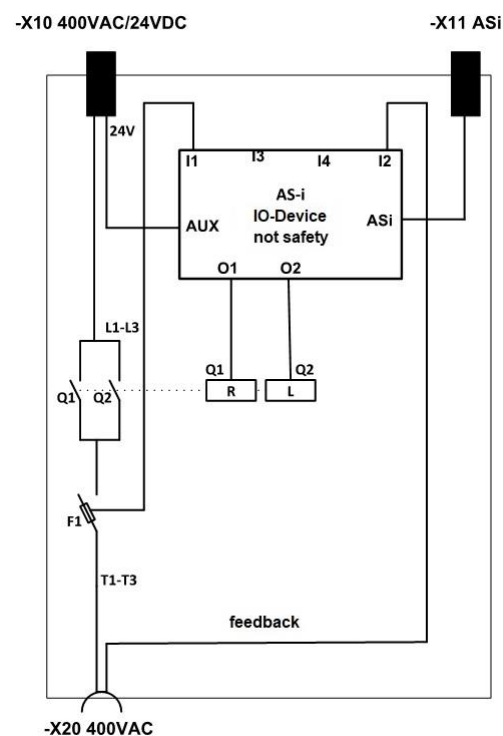 -X10 400VAC/24VDC
-X11 ASi
24V
I1
I3
I4
I2
AS-i
IO-Device
not safety
AUX
ASi
O1
O2
L1-L3
Q1
Q2
Q1
Q2
R
L
F1
T1-T3
feedback
-X20 400VAC